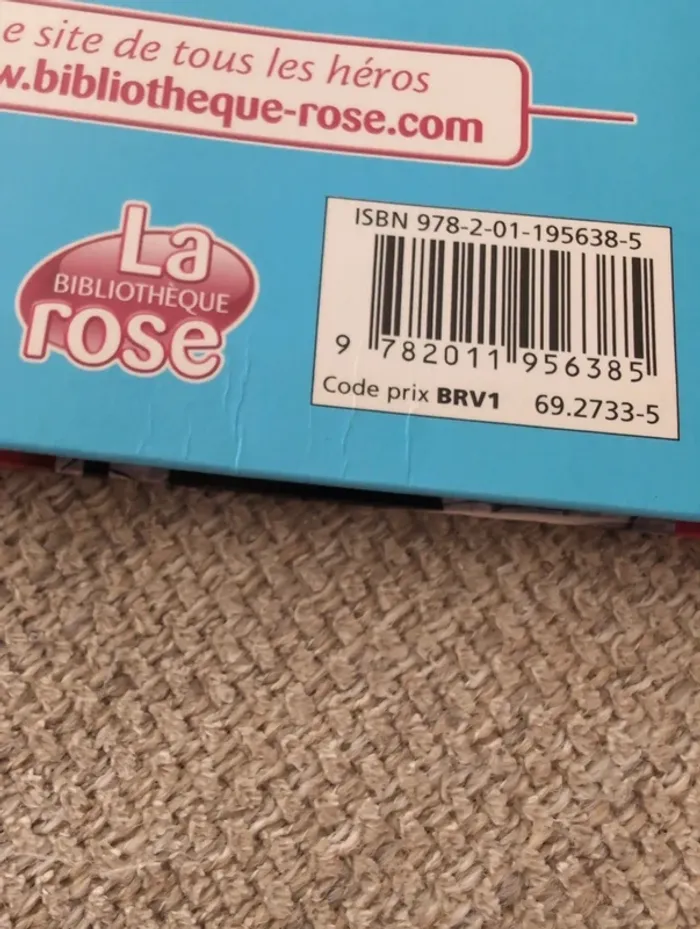 e site de tous les héros
w.bibliotheque-rose.com
La
BIBLIOTHÈQUE
rose
ISBN 978-2-01-195638-5
9 782011 956385
Code prix BRV1 69.2733-5